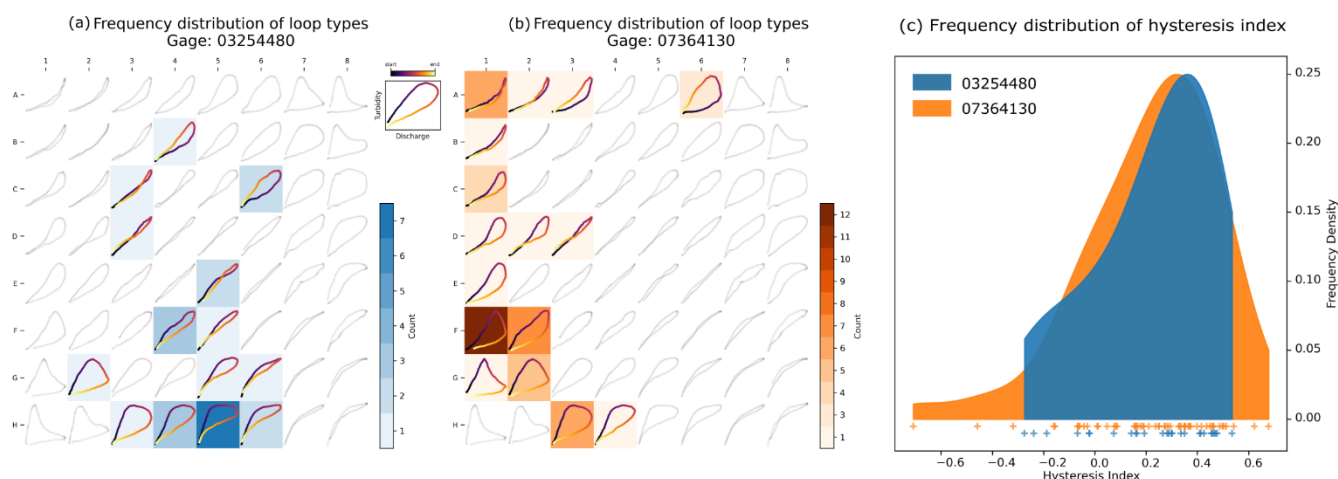 (a) Frequency distribution of loop types
Gage: 03254480
1 2 3 4 5 6 7 8
A
B
C
D
E
F
G
H
start end
Turbidity
Discharge
7
6
5
4
3
2
1
Count
(b) Frequency distribution of loop types
Gage: 07364130
1 2 3 4 5 6 7 8
A
B
C
D
E
F
G
H
12
11
10
9
8
7
6
5
4
3
2
1
Count
(c) Frequency distribution of hysteresis index
03254480
07364130
0.25
0.20
0.15
0.10
0.05
0.00
Frequency Density
−0.6 −0.4 −0.2 0.0 0.2 0.4 0.6
Hysteresis Index